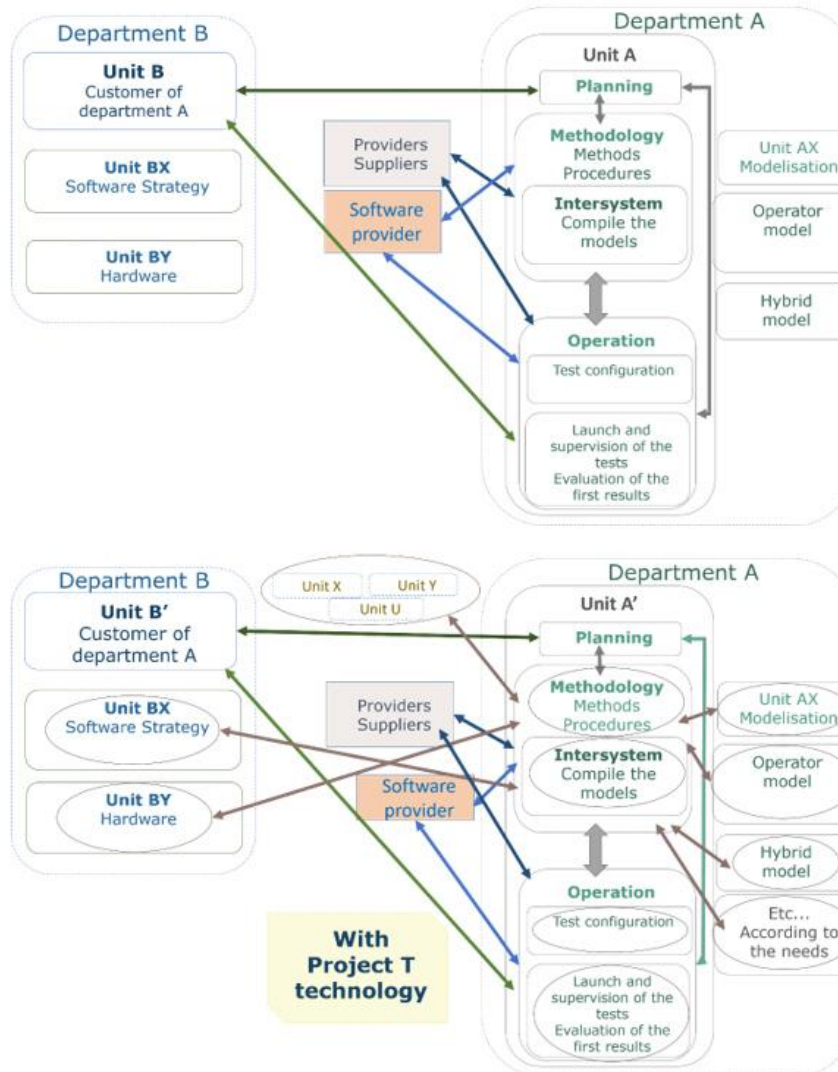 Department B
Unit B
Customer of
department A
Unit BX
Software Strategy
Unit BY
Hardware
Providers
Suppliers
Software
provider
Department A
Unit A
Planning
Methodology
Methods
Procedures
Intersystem
Compile the
models
Operation
Test configuration
Launch and
supervision of the
tests
Evaluation of the
first results
Unit AX
Modelisation
Operator
model
Hybrid
model
Department B
Unit B’
Customer of
department A
Unit BX
Software Strategy
Unit BY
Hardware
Unit X
Unit Y
Unit U
Providers
Suppliers
Software
provider
With
Project T
technology
Department A
Unit A’
Planning
Methodology
Methods
Procedures
Intersystem
Compile the
models
Operation
Test configuration
Launch and
supervision of the
tests
Evaluation of the
first results
Unit AX
Modelisation
Operator
model
Hybrid
model
Etc...
According to
the needs